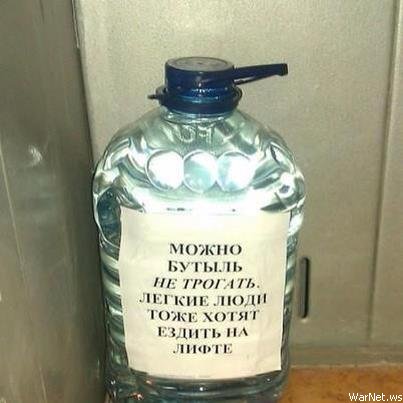 МОЖНО
БУТЫЛЬ
НЕ ТРОГАТЬ.
ЛЕГКИЕ ЛЮДИ
ТОЖЕ ХОТЯТ
ЕЗДИТЬ НА
ЛИФТЕ
WarNet.ws